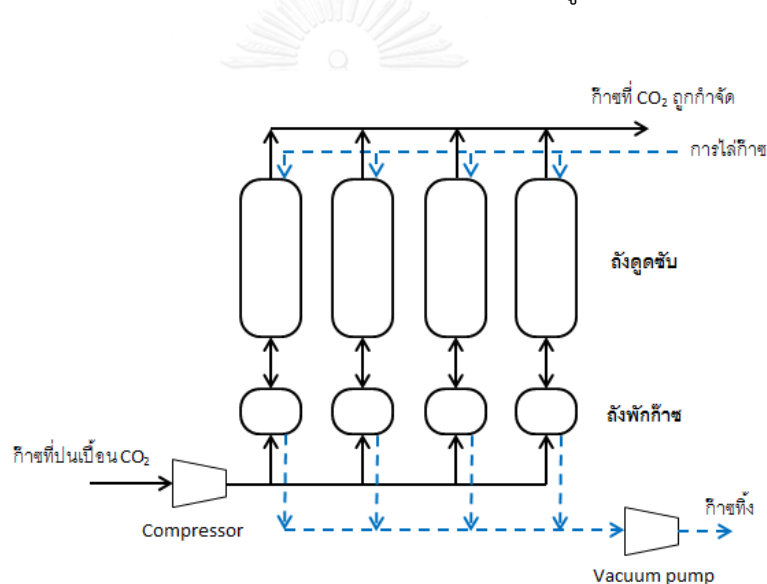 ก๊าซที่ CO₂ ถูกกำจัด
การไล่ก๊าซ
ถังดูดซับ
ถังพักก๊าซ
ก๊าซที่ปนเปื้อน CO₂
Compressor
ก๊าซทิ้ง
Vacuum pump